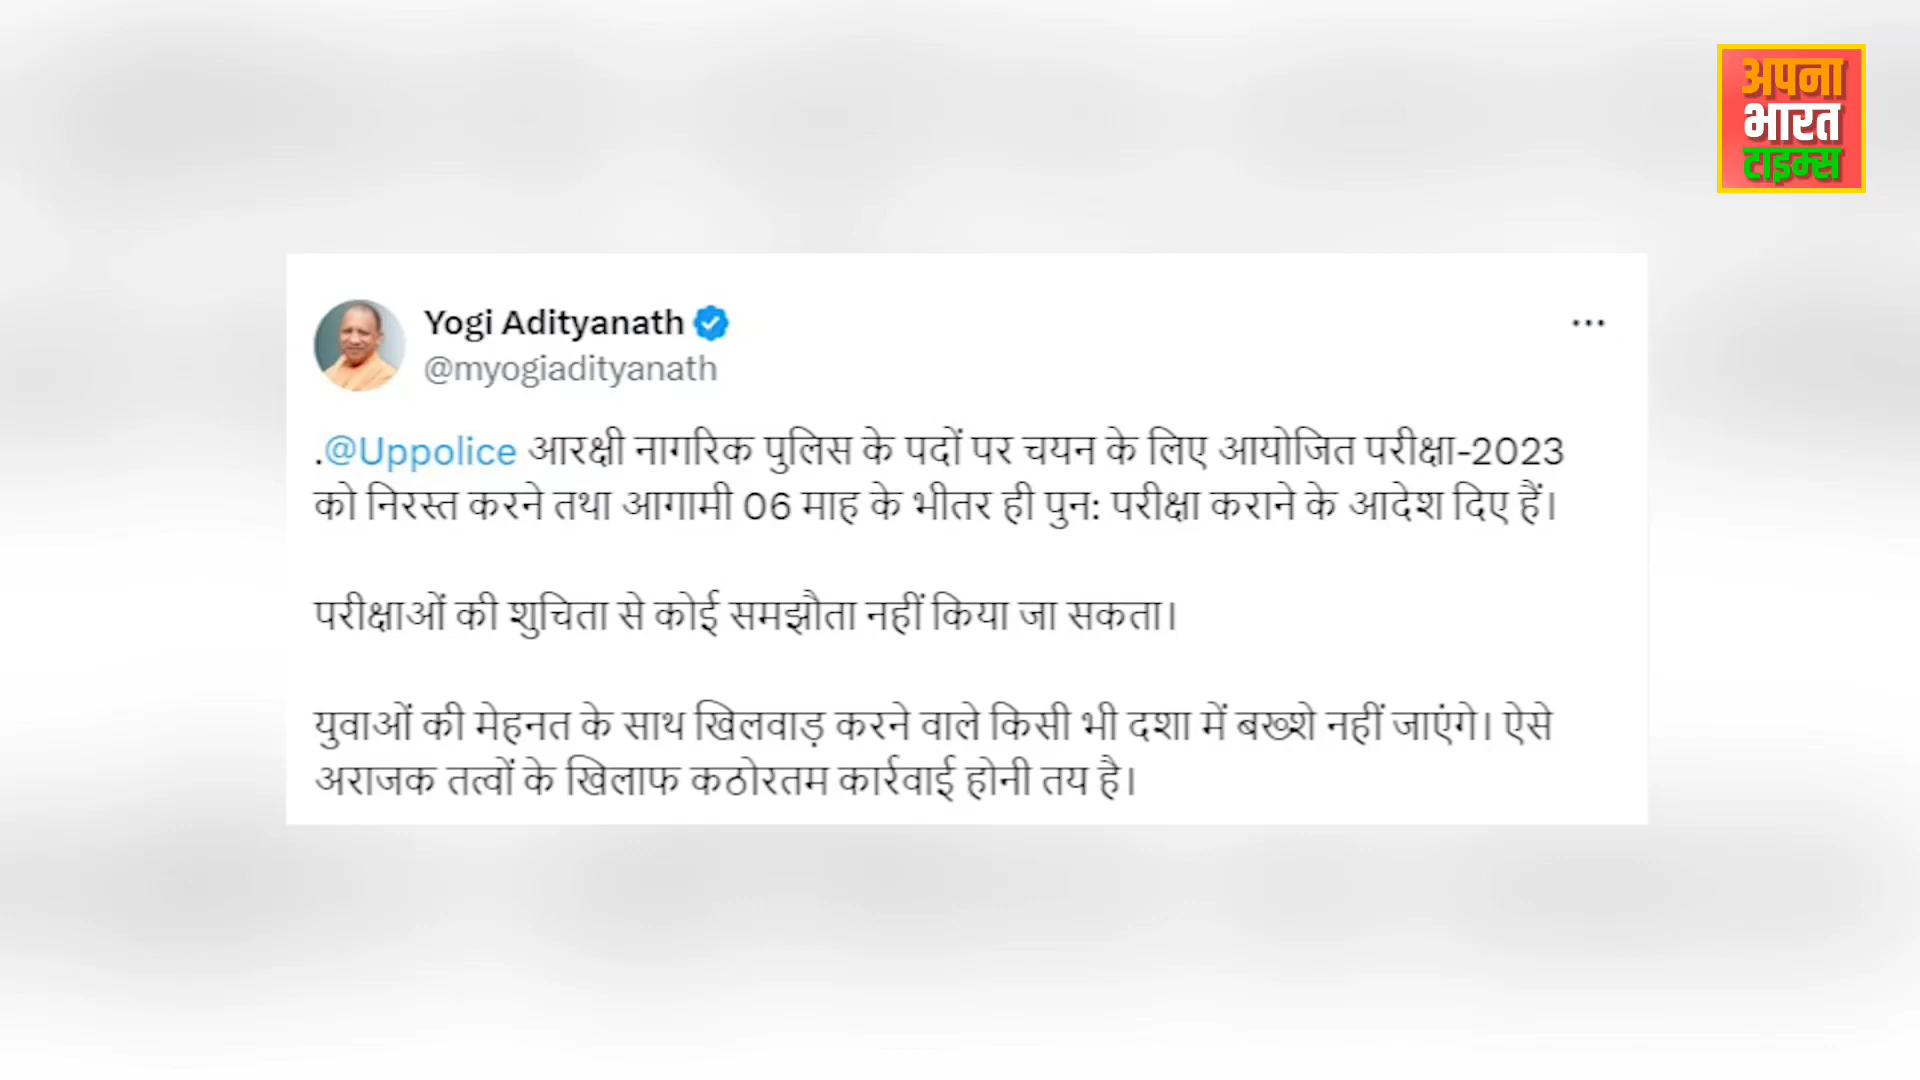 अपना
भारत
टाइम्स
Yogi Adityanath
@myogiadityanath
.@Uppolice आरक्षी नागरिक पुलिस के पदों पर चयन के लिए आयोजित परीक्षा-2023
को निरस्त करने तथा आगामी 06 माह के भीतर ही पुन: परीक्षा कराने के आदेश दिए हैं।
परीक्षाओं की शुचिता से कोई समझौता नहीं किया जा सकता।
युवाओं की मेहनत के साथ खिलवाड़ करने वाले किसी भी दशा में बख्शे नहीं जाएंगे। ऐसे
अराजक तत्वों के खिलाफ कठोरतम कार्रवाई होनी तय है।